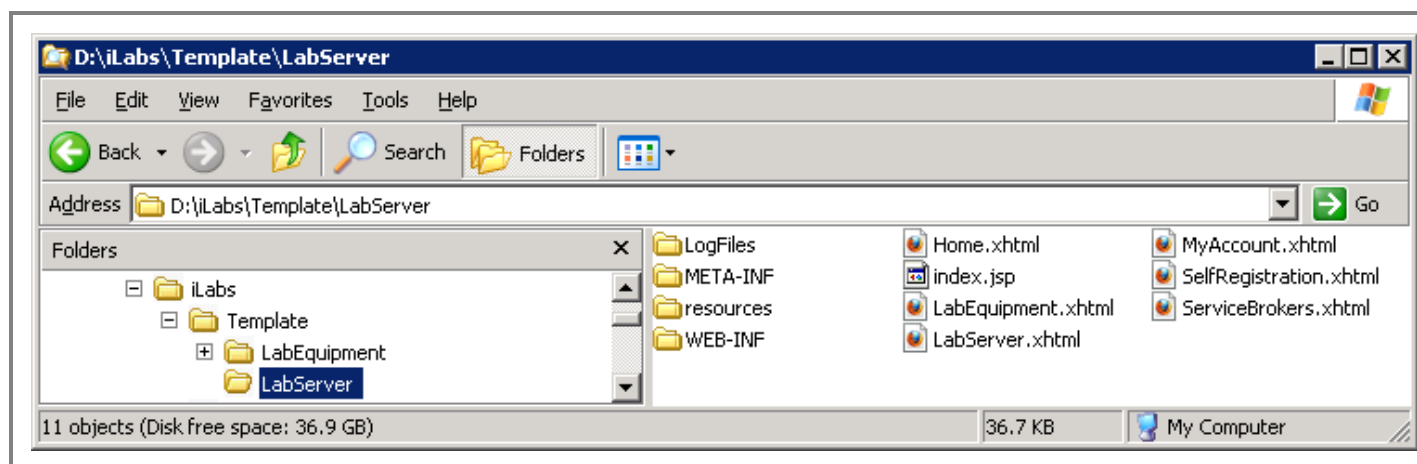 D:\iLabs\Template\LabServer
File Edit View Favorites Tools Help
Back Search Folders
Address D:\iLabs\Template\LabServer Go
Folders
iLabs
Template
LabEquipment
LabServer
LogFiles Home.xhtml MyAccount.xhtml
META-INF index.jsp SelfRegistration.xhtml
resources LabEquipment.xhtml ServiceBrokers.xhtml
WEB-INF LabServer.xhtml
11 objects (Disk free space: 36.9 GB) 36.7 KB My Computer